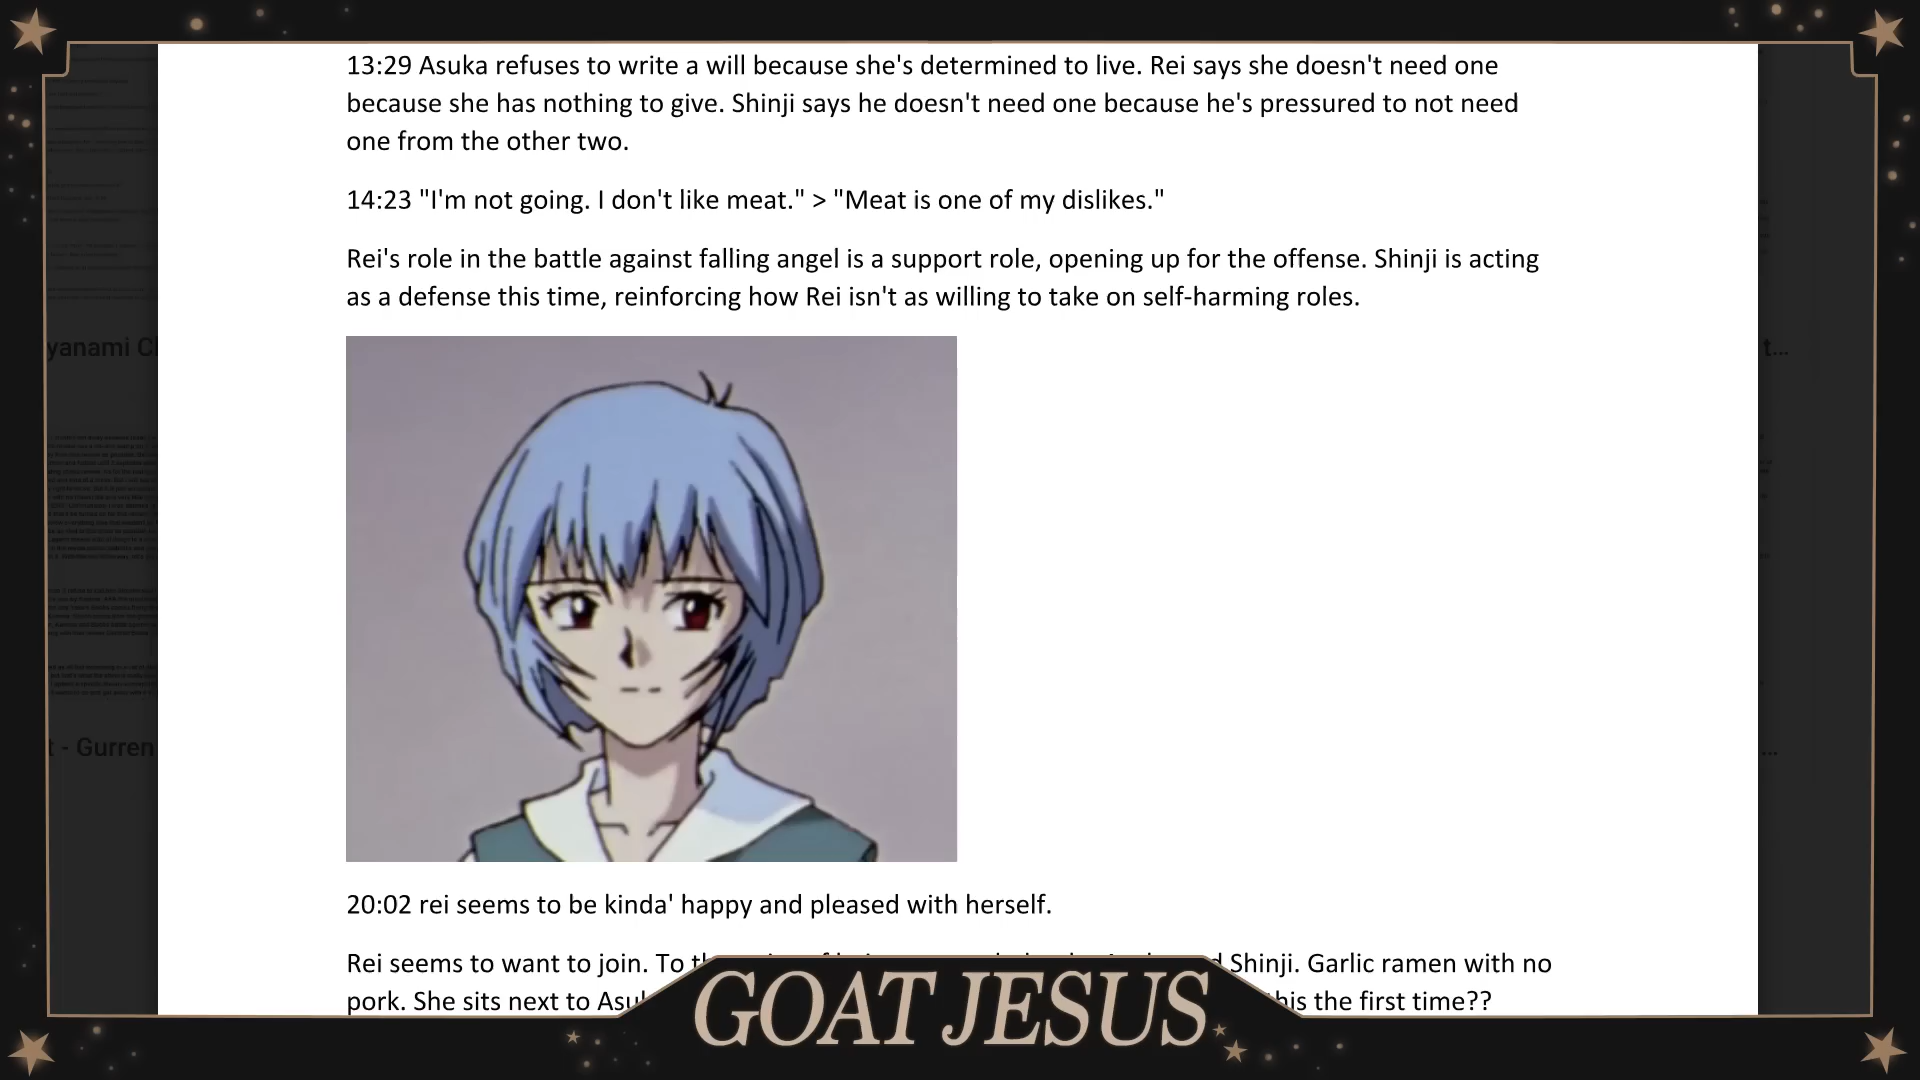 13:29 Asuka refuses to write a will because she's determined to live. Rei says she doesn't need one
because she has nothing to give. Shinji says he doesn't need one because he's pressured to not need
one from the other two.
14:23 "I'm not going. I don't like meat." > "Meat is one of my dislikes."
Rei's role in the battle against falling angel is a support role, opening up for the offense. Shinji is acting
as a defense this time, reinforcing how Rei isn't as willing to take on self-harming roles.
yanami C
t...
t - Gurren
...
20:02 rei seems to be kinda' happy and pleased with herself.
Rei seems to want to join. To Shinji. Garlic ramen with no
pork. She sits next to the first time??
GOAT JESUS